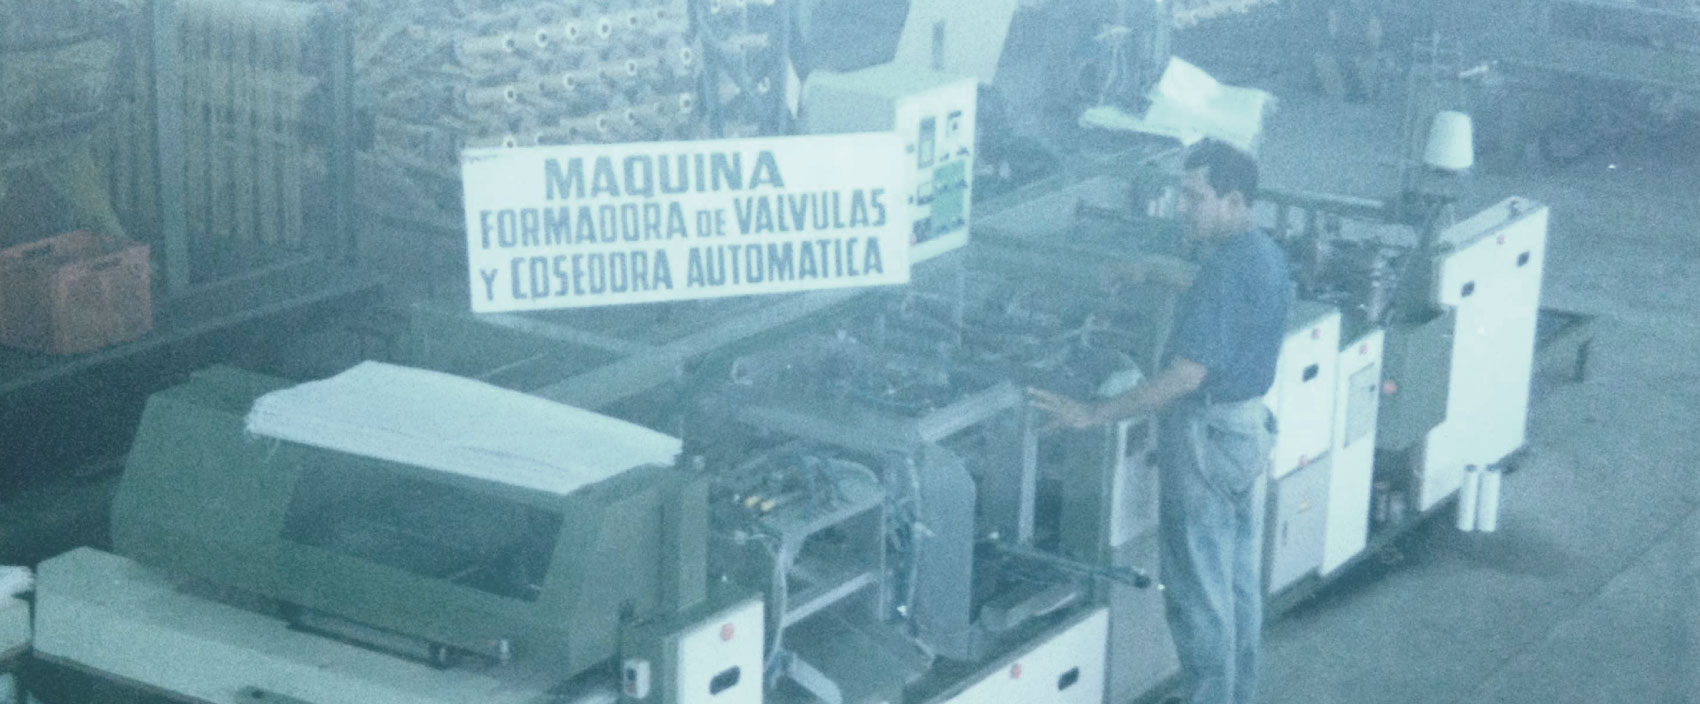 MAQUINA
FORMADORA DE VALVULAS
Y COSEDORA AUTOMATICA